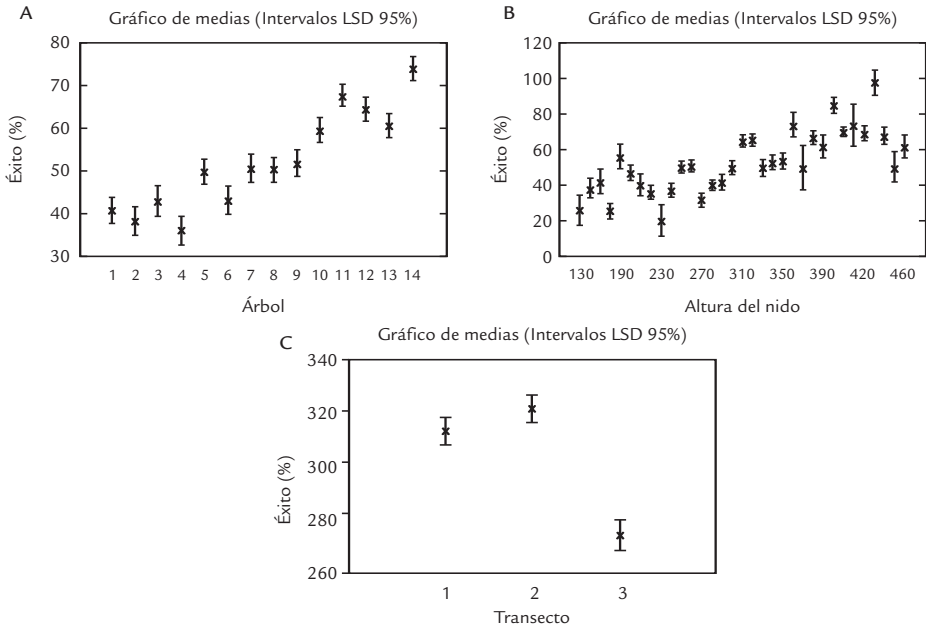 A
Gráfico de medias (Intervalos LSD 95%)
80
70
60
50
40
30
Éxito (%)
1 2 3 4 5 6 7 8 9 10 11 12 13 14
Árbol
B
Gráfico de medias (Intervalos LSD 95%)
120
100
80
60
40
20
0
Éxito (%)
130 190 230 270 310 350 390 420 460
Altura del nido
C
Gráfico de medias (Intervalos LSD 95%)
340
320
300
280
260
Éxito (%)
1 2 3
Transecto